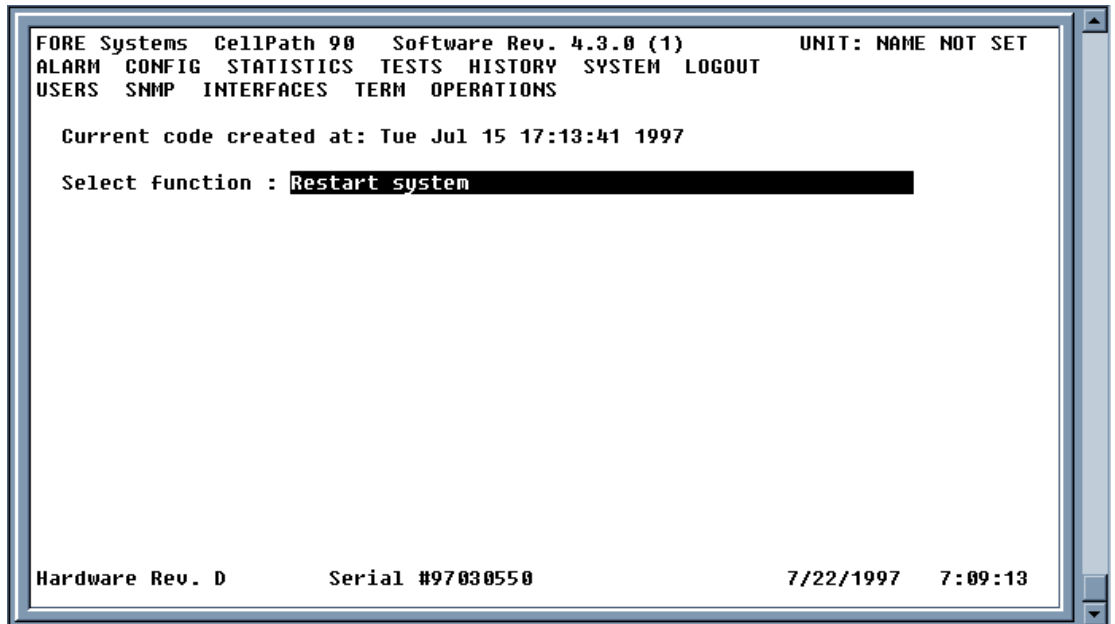 FORE Systems CellPath 90 Software Rev. 4.3.0 (1) UNIT: NAME NOT SET
ALARM CONFIG STATISTICS TESTS HISTORY SYSTEM LOGOUT
USERS SNMP INTERFACES TERM OPERATIONS
Current code created at: Tue Jul 15 17:13:41 1997
Select function : Restart system
Hardware Rev. D Serial #97030550 7/22/1997 7:09:13